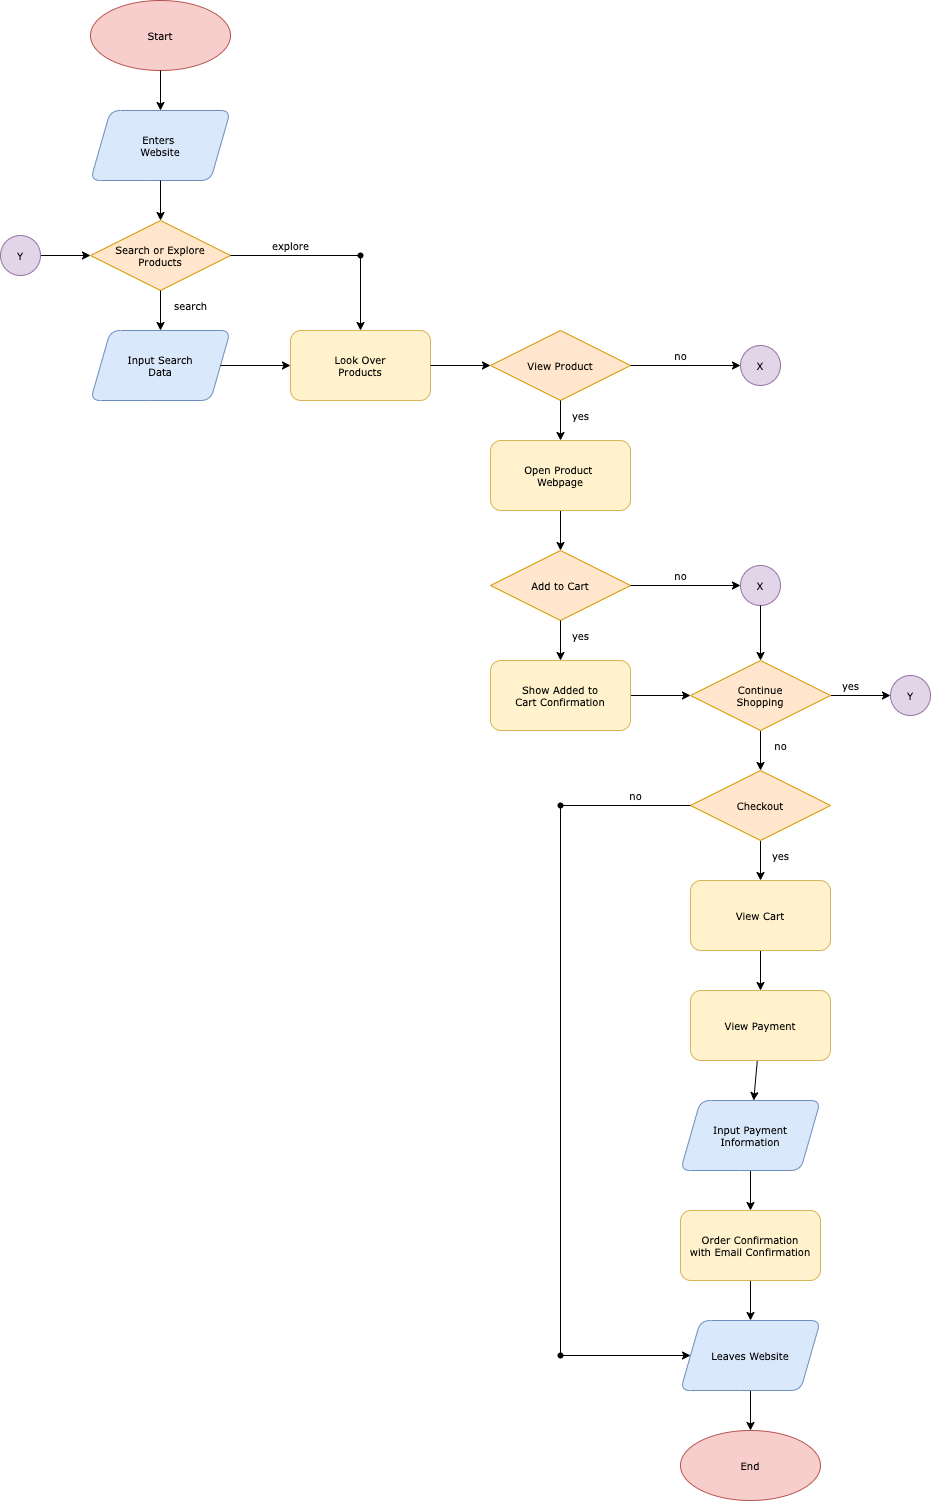 Start
Enters
Website
Y
Search or Explore
Products
explore
search
Input Search
Data
Look Over
Products
View Product
no
X
yes
Open Product
Webpage
Add to Cart
no
X
yes
Show Added to
Cart Confirmation
Continue
Shopping
yes
Y
no
Checkout
no
yes
View Cart
View Payment
Input Payment
Information
Order Confirmation
with Email Confirmation
Leaves Website
End